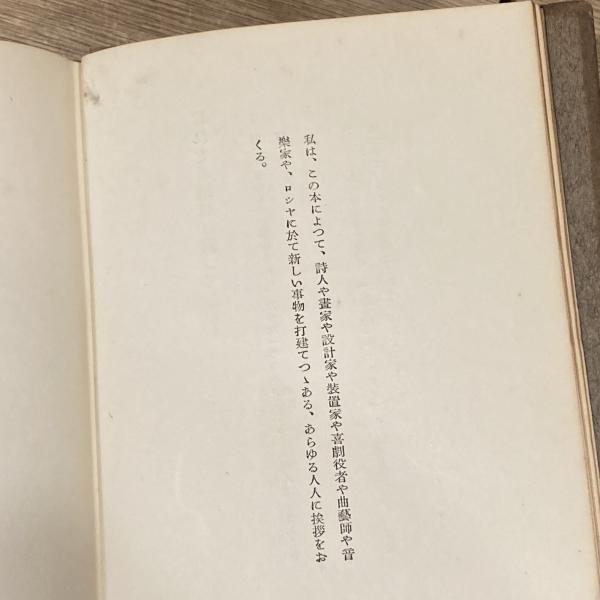 私は、この本によつて、詩人や畫家や設計家や裝置家や喜劇役者や曲藝師や音
樂家や、ロシヤに於て新しい事物を打建てつゝある、あらゆる人人に挨拶をお
くる。